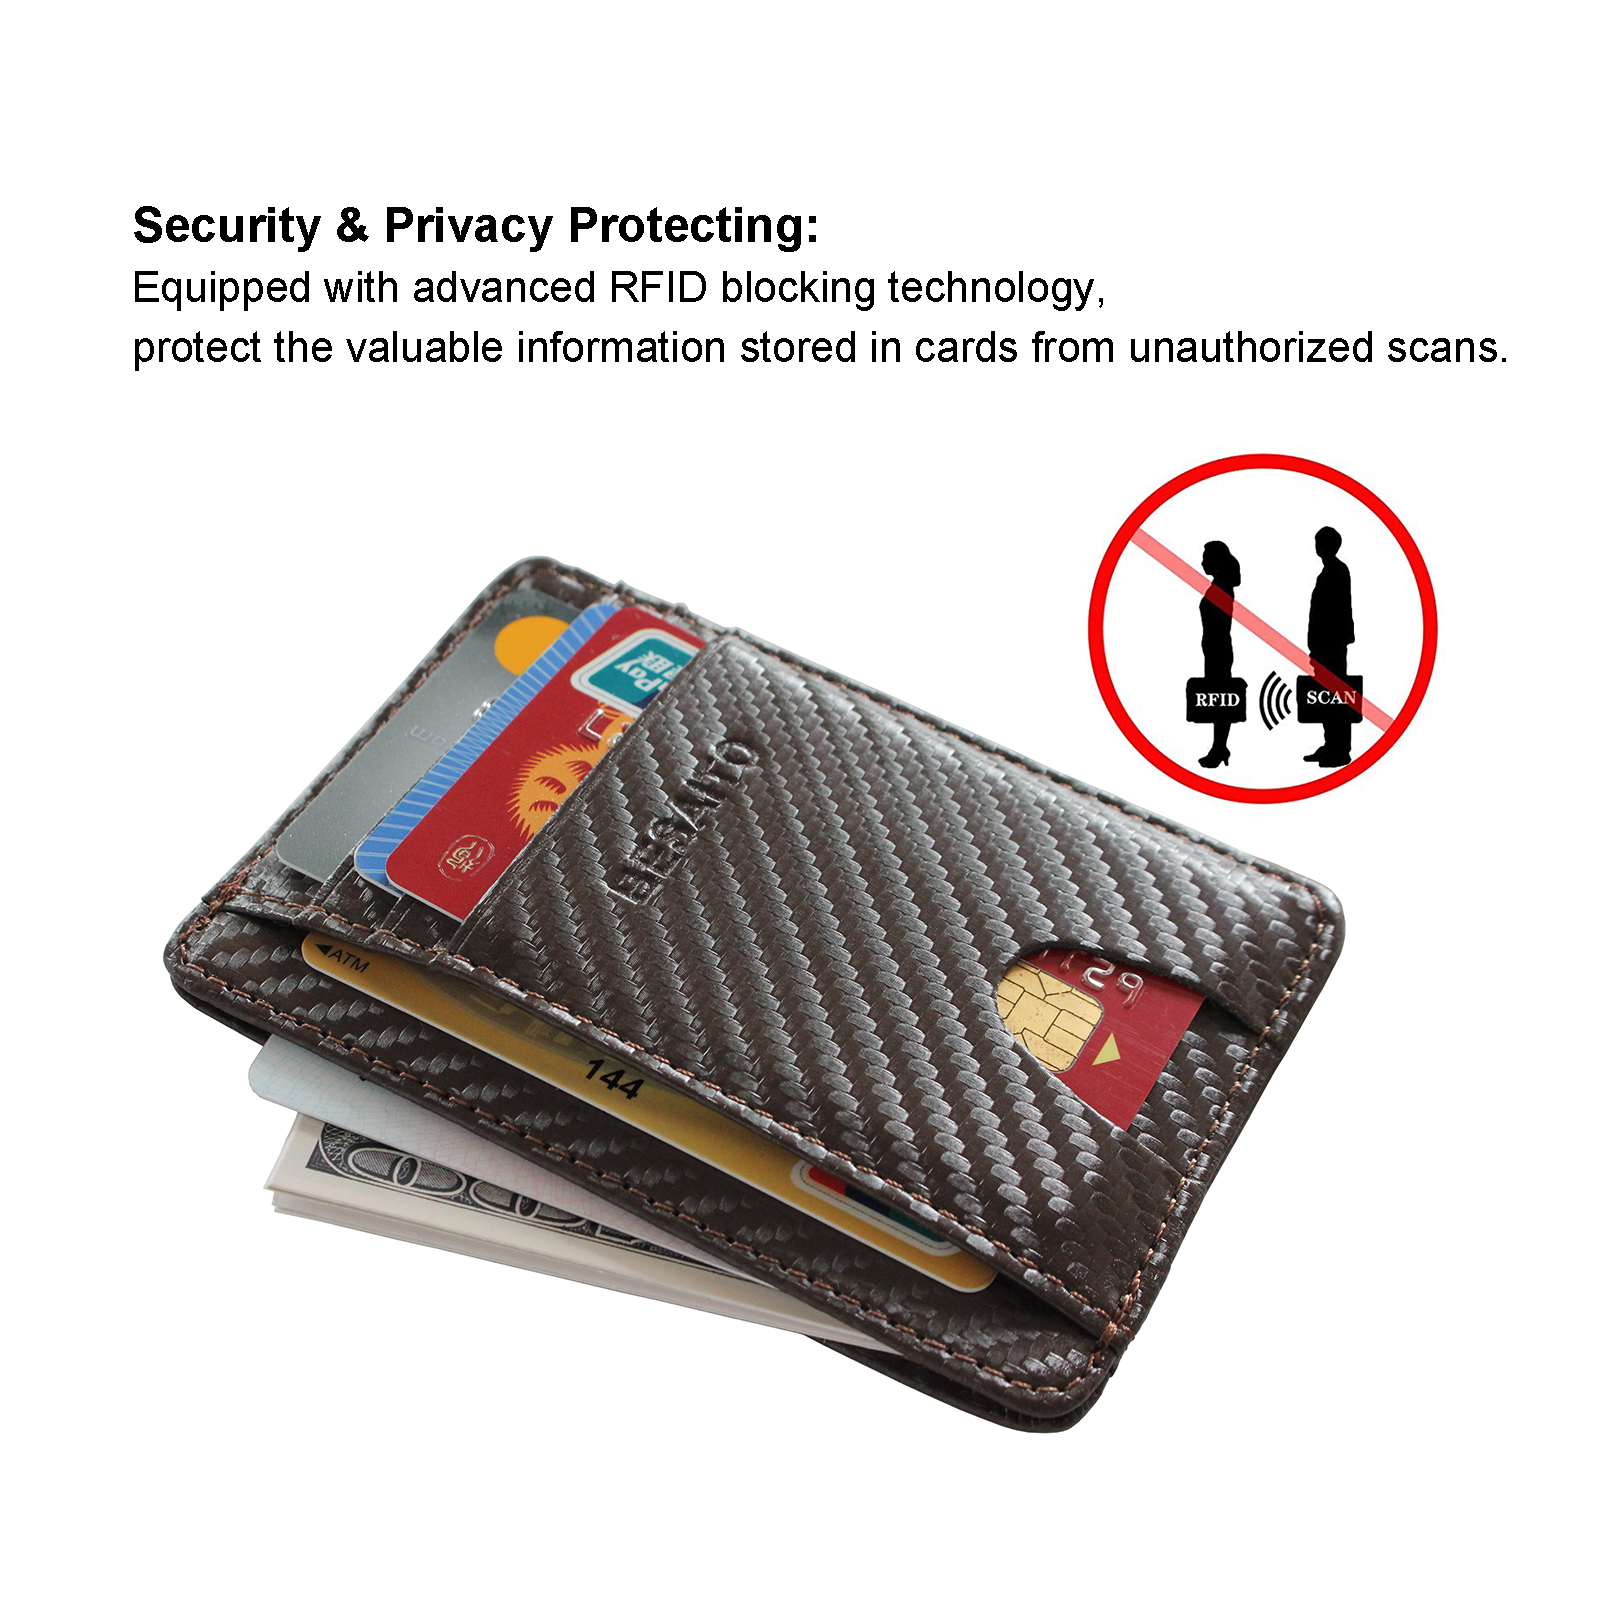 Security & Privacy Protecting:
Equipped with advanced RFID blocking technology,
protect the valuable information stored in cards from unauthorized scans.
RFID
SCAN
ATM
144